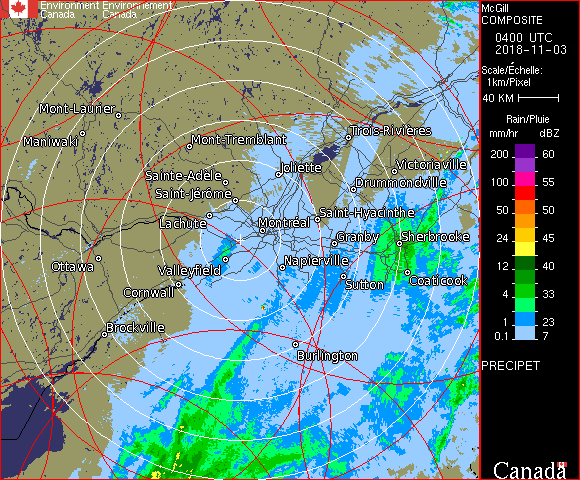 Environment Environnement
Canada Canada
Mont-Laurier
Maniwaki
Mont-Tremblant
Trois-Rivières
Joliette
Victoriaville
Sainte-Adèle
Drummondville
Saint-Jérôme
Lachute
Saint-Hyacinthe
Montréal
Granby
Sherbrooke
Ottawa
Valleyfield
Napierville
Sutton
Coaticook
Cornwall
Brockville
Burlington
McGill
COMPOSITE
0400 UTC
2018-11-03
Scale/Échelle:
1km/Pixel
40 KM
Rain/Pluie
mm/hr dBZ
200 60
100 55
50 50
24 45
12 40
4 33
1 23
0.1 7
PRECIPET
Canada